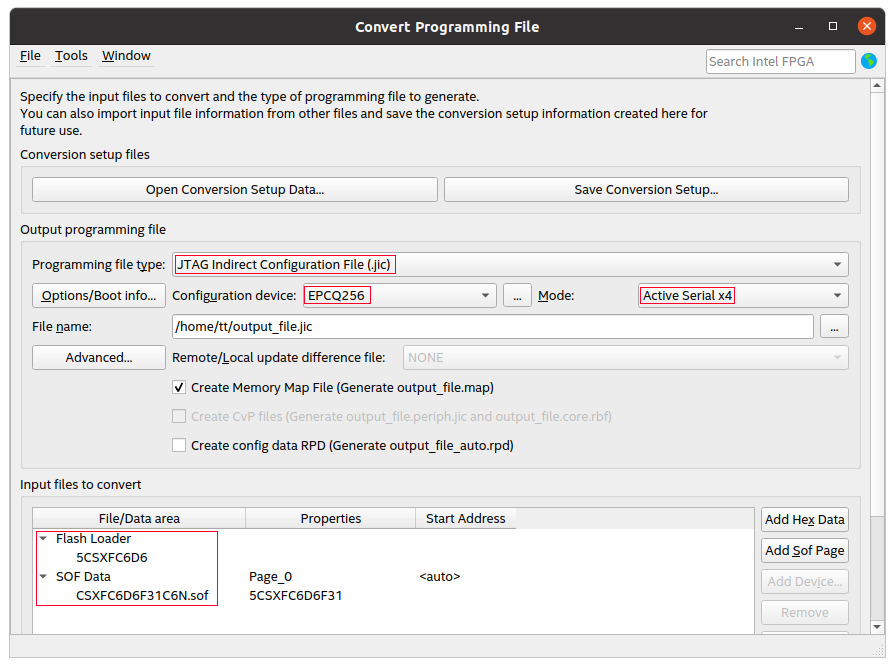 Convert Programming File
File Tools Window
Search Intel FPGA
Specify the input files to convert and the type of programming file to generate.
You can also import input file information from other files and save the conversion setup information created here for
future use.
Conversion setup files
Open Conversion Setup Data... Save Conversion Setup...
Output programming file
Programming file type: JTAG Indirect Configuration File (.jic)
Options/Boot info... Configuration device: EPCQ256 ... Mode: Active Serial x4
File name: /home/tt/output_file.jic ...
Advanced... Remote/Local update difference file: NONE
Create Memory Map File (Generate output_file.map)
Create CvP files (Generate output_file.periph.jic and output_file.core.rbf)
Create config data RPD (Generate output_file_auto.rpd)
Input files to convert
File/Data area Properties Start Address
Add Hex Data
Flash Loader
5CSXFC6D6
Add Sof Page
SOF Data Page_0 <auto>
Add Device...
CSXFC6D6F31C6N.sof 5CSXFC6D6F31
Remove